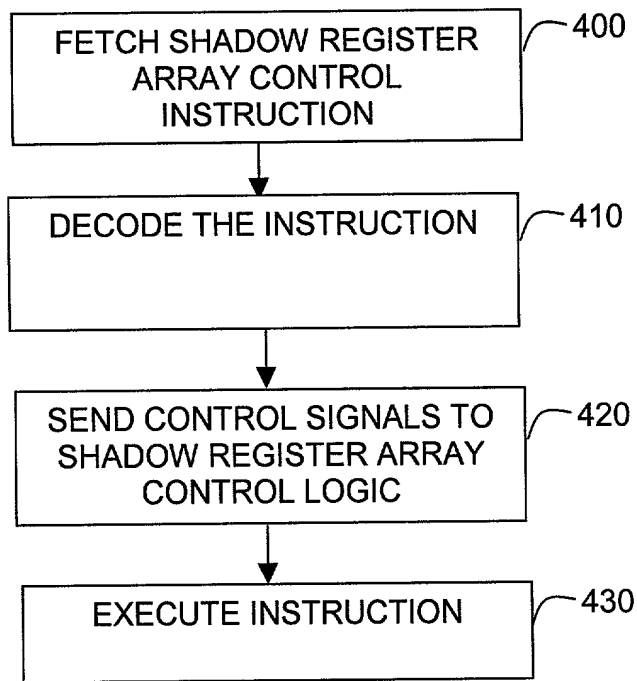 FETCH SHADOW REGISTER
ARRAY CONTROL
INSTRUCTION
400
DECODE THE INSTRUCTION
410
SEND CONTROL SIGNALS TO
SHADOW REGISTER ARRAY
CONTROL LOGIC
420
EXECUTE INSTRUCTION
430